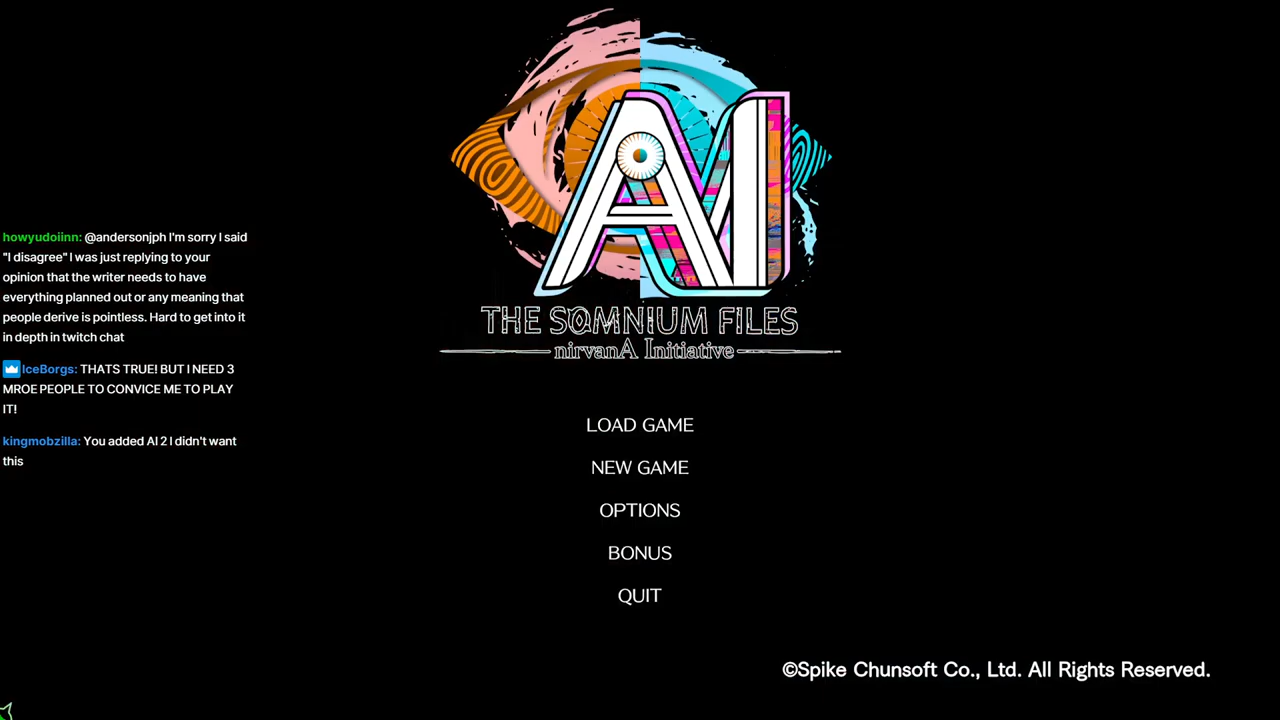 AI
THE SOMNIUM FILES
nirvanA Initiative
howyudoiinn: @andersonjph I'm sorry I said
"I disagree" I was just replying to your
opinion that the writer needs to have
everything planned out or any meaning that
people derive is pointless. Hard to get into it
in depth in twitch chat
IceBorgs: THATS TRUE! BUT I NEED 3
MROE PEOPLE TO CONVICE ME TO PLAY
IT!
kingmobzilla: You added AI 2 I didn't want
this
LOAD GAME
NEW GAME
OPTIONS
BONUS
QUIT
©Spike Chunsoft Co., Ltd. All Rights Reserved.